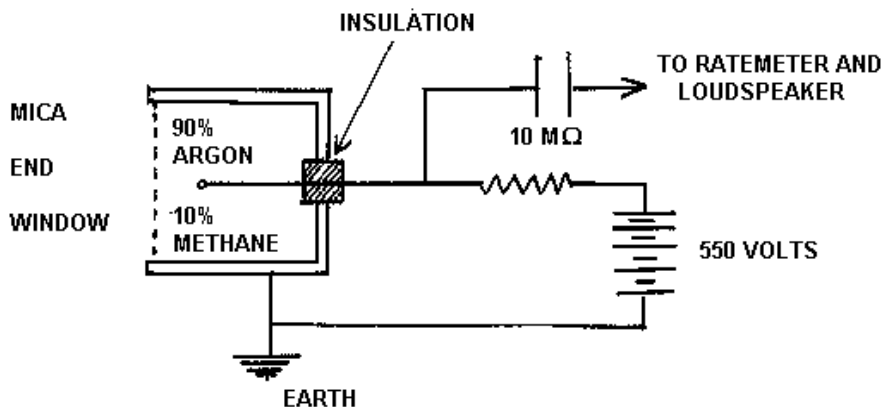 INSULATION
TO RATEMETER AND
LOUDSPEAKER
MICA
END
WINDOW
90%
ARGON
10%
METHANE
10 MΩ
550 VOLTS
EARTH